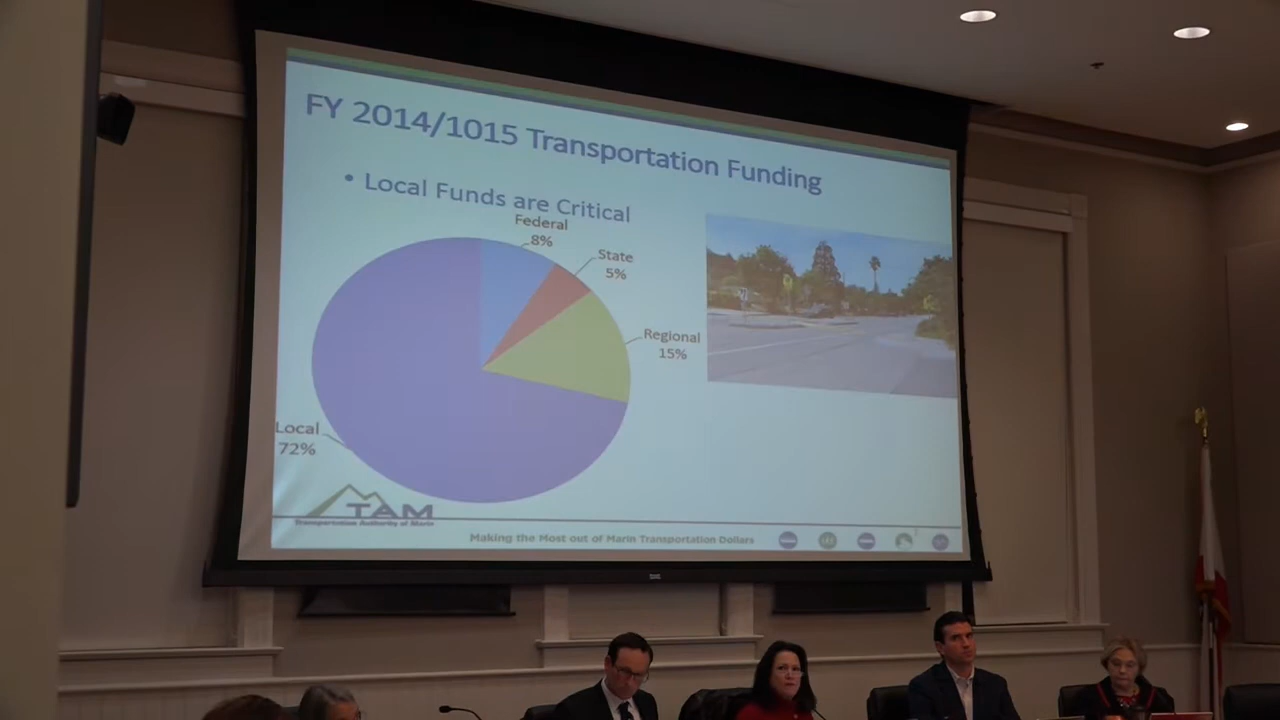 FY 2014/1015 Transportation Funding
• Local Funds are Critical
Federal
8%
State
5%
Regional
15%
Local
72%
TAM
Transportation Authority of Marin
Making the Most out of Marin Transportation Dollars